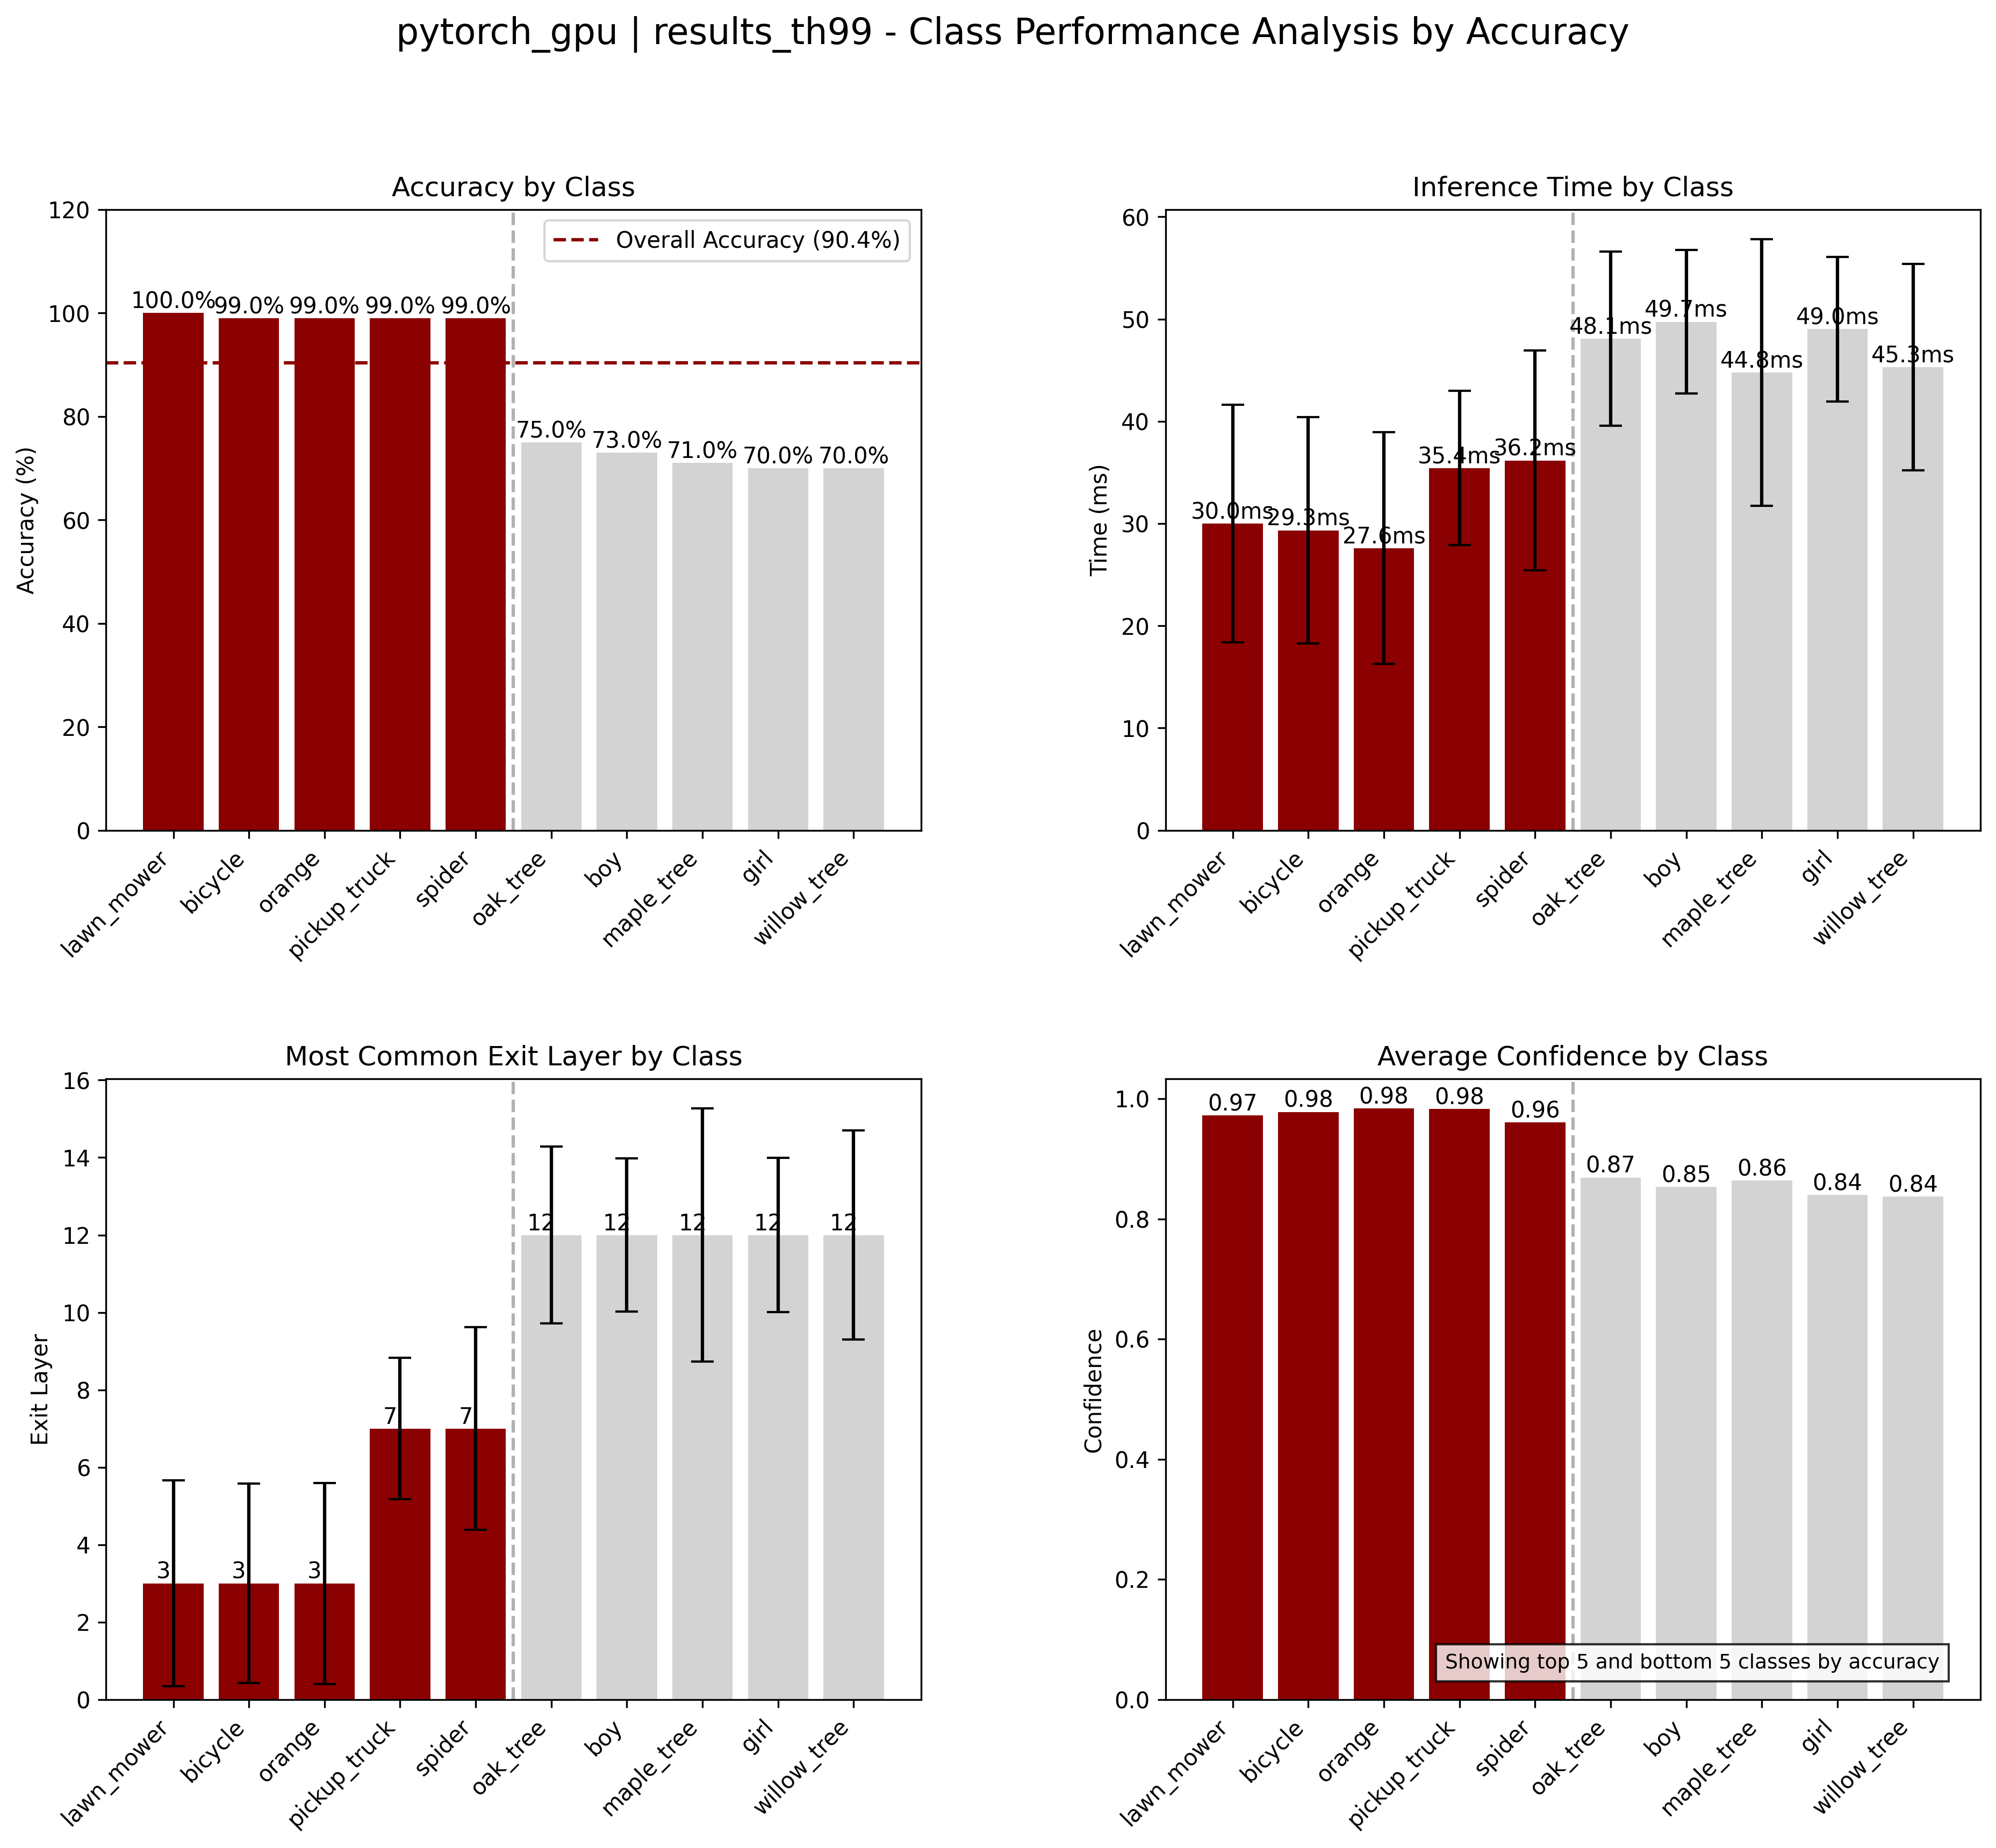 pytorch_gpu | results_th99 - Class Performance Analysis by Accuracy
Accuracy by Class
Accuracy (%)
120
100
80
60
40
20
0
Overall Accuracy (90.4%)
100.0% 99.0% 99.0% 99.0% 99.0% 75.0% 73.0% 71.0% 70.0% 70.0%
lawn_mower bicycle orange pickup_truck spider oak_tree boy maple_tree girl willow_tree
Inference Time by Class
Time (ms)
60
50
40
30
20
10
0
30.0ms 29.3ms 27.6ms 35.4ms 36.2ms 48.1ms 49.7ms 44.8ms 49.0ms 45.3ms
lawn_mower bicycle orange pickup_truck spider oak_tree boy maple_tree girl willow_tree
Most Common Exit Layer by Class
Exit Layer
16
14
12
10
8
6
4
2
0
3 3 3 7 7 12 12 12 12 12
lawn_mower bicycle orange pickup_truck spider oak_tree boy maple_tree girl willow_tree
Average Confidence by Class
Confidence
1.0
0.8
0.6
0.4
0.2
0.0
0.97 0.98 0.98 0.98 0.96 0.87 0.85 0.86 0.84 0.84
Showing top 5 and bottom 5 classes by accuracy
lawn_mower bicycle orange pickup_truck spider oak_tree boy maple_tree girl willow_tree